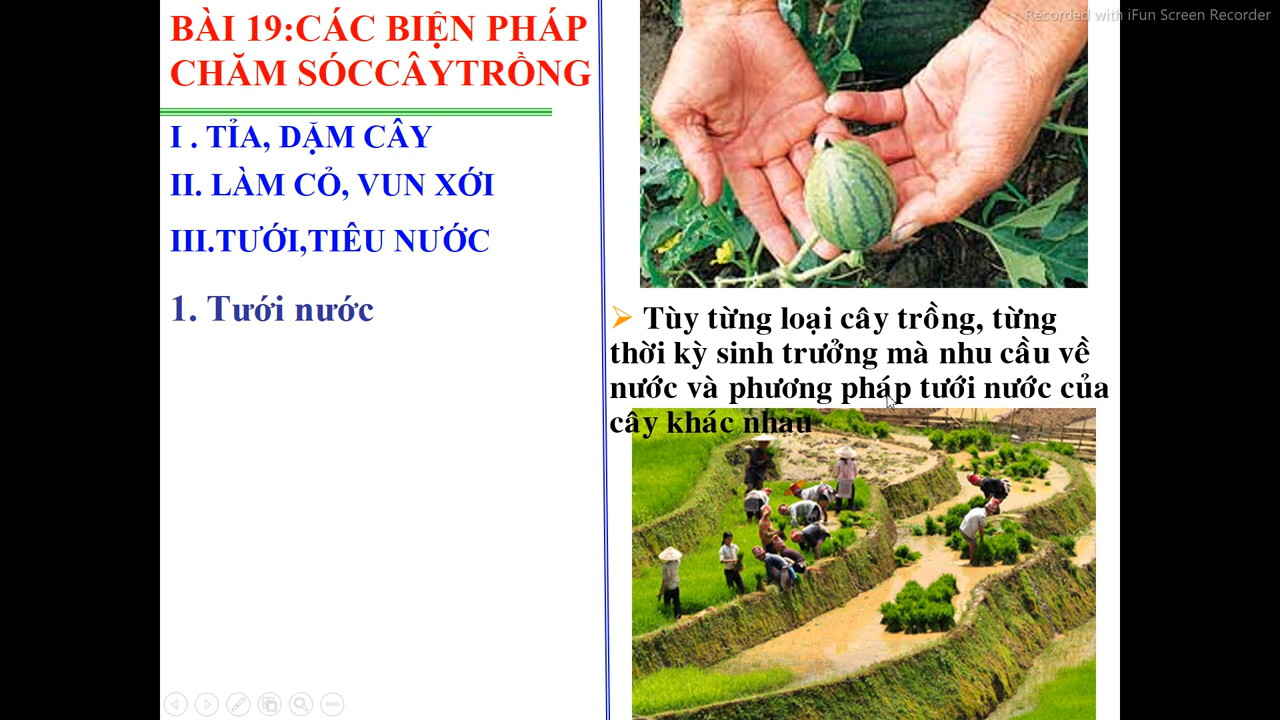 Recorded with iFun Screen Recorder
BÀI 19:CÁC BIỆN PHÁP
CHĂM SÓCCÂYTRỒNG
I . TỈA, DẶM CÂY
II. LÀM CỎ, VUN XỚI
III.TƯỚI,TIÊU NƯỚC
1. Tưới nước
Tùy từng loại cây trồng, từng
thời kỳ sinh trưởng mà nhu cầu về
nước và phương pháp tưới nước của
cây khác nhau